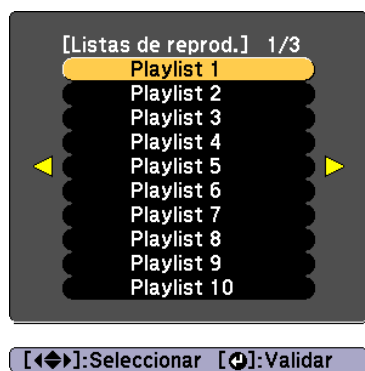 [Listas de reprod.] 1/3
Playlist 1
Playlist 2
Playlist 3
Playlist 4
Playlist 5
Playlist 6
Playlist 7
Playlist 8
Playlist 9
Playlist 10
[]:Seleccionar []:Validar